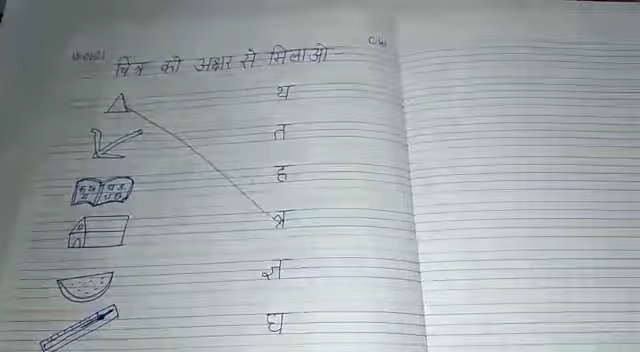 चित्र को अक्षर से मिलाओ
थ
त
ह
त्र
ज्ञ
घ